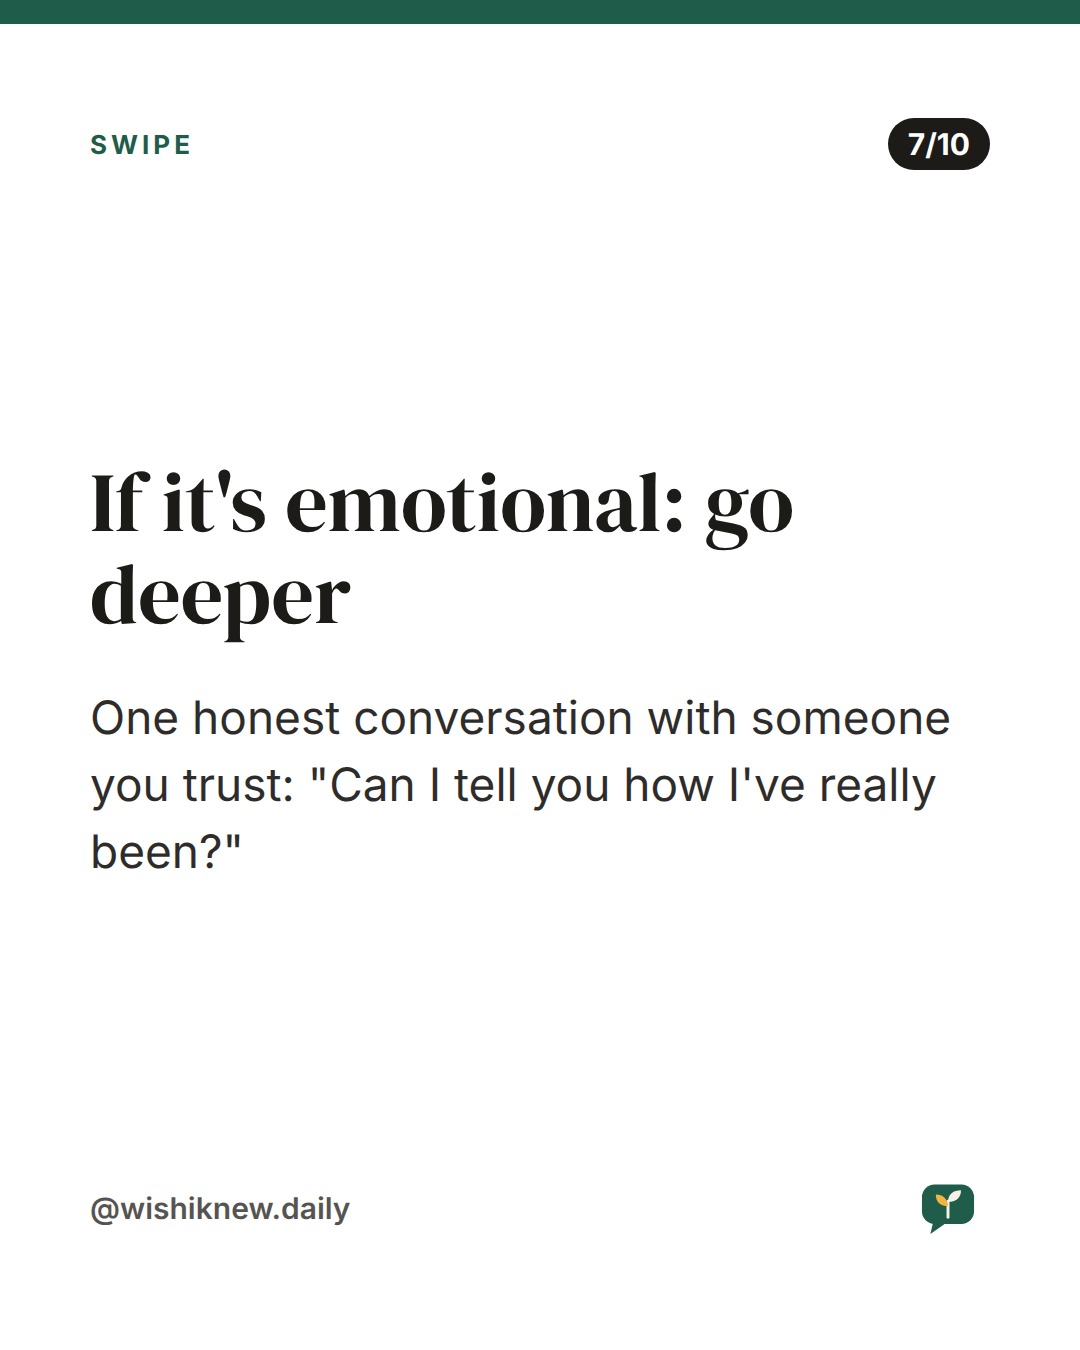 SWIPE
7/10
If it's emotional: go
deeper
One honest conversation with someone
you trust: "Can I tell you how I've really
been?"
@wishiknew.daily